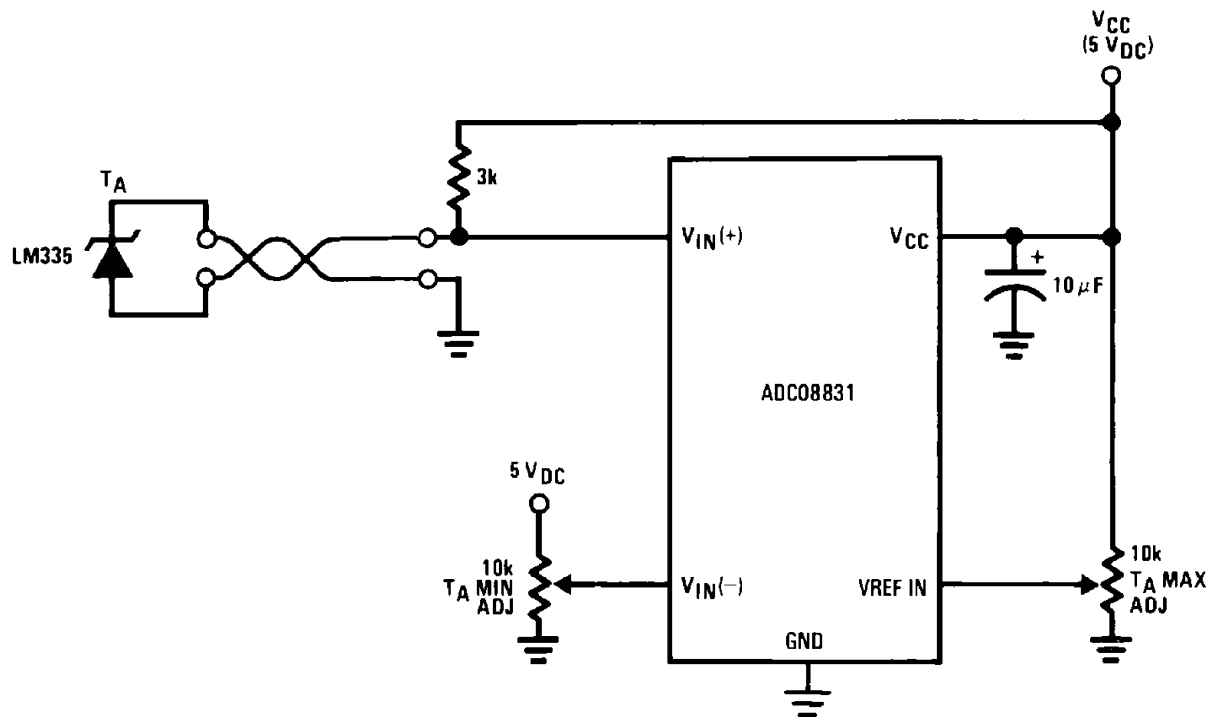 VCC
(5 VDC)
TA
3k
LM335
VIN(+)
VCC
+
10 μF
ADC08831
5 VDC
10k
TA MIN
ADJ
VIN(−)
VREF IN
10k
TA MAX
ADJ
GND